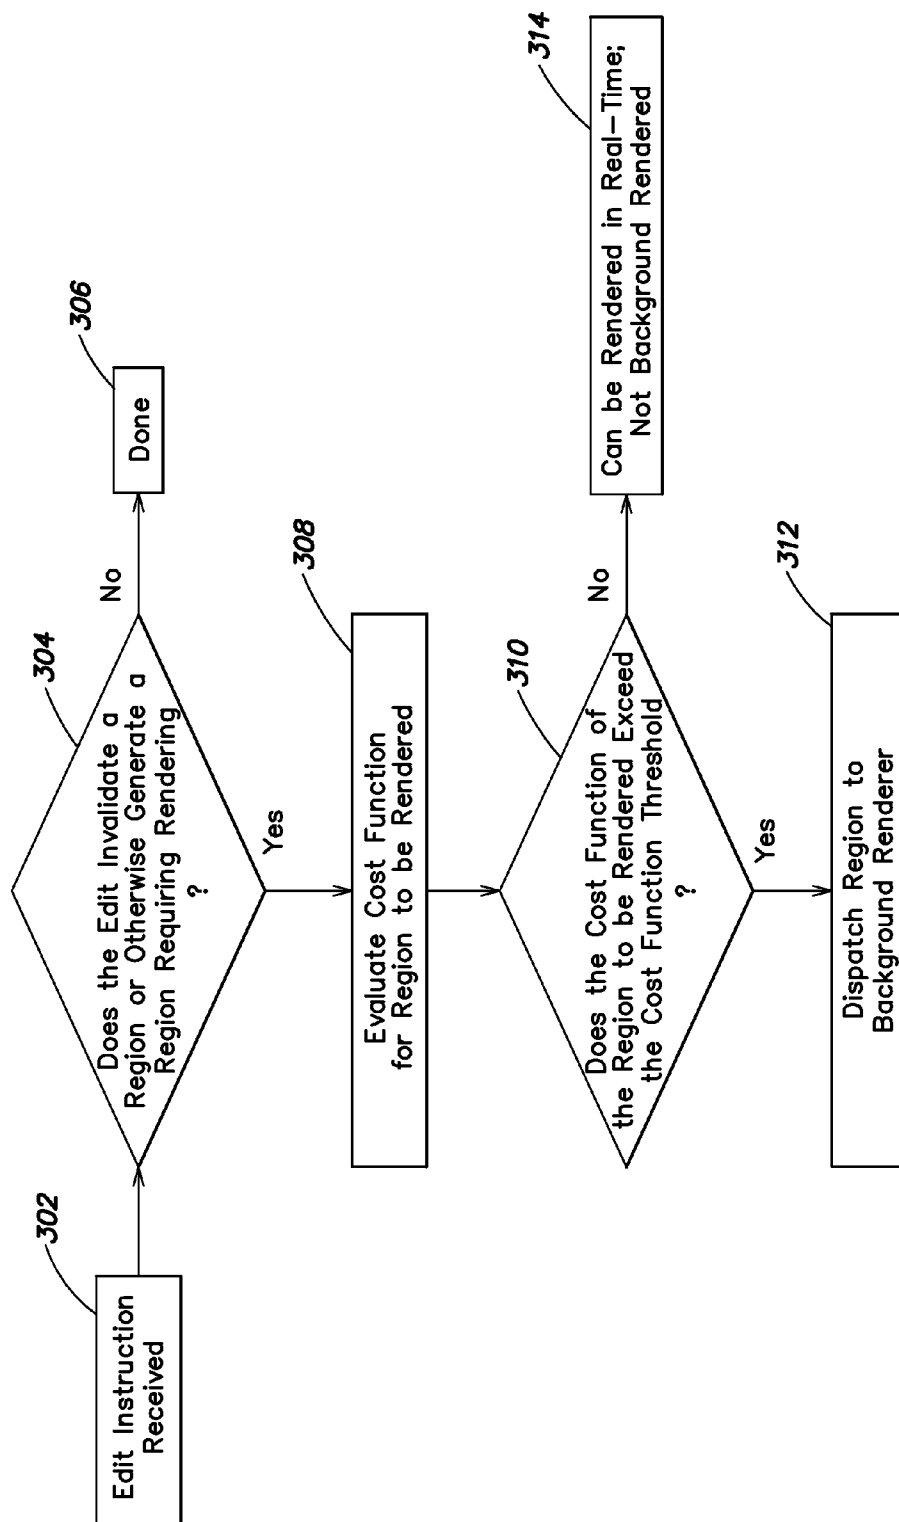 302
Edit Instruction
Received
304
Does the Edit Invalidate a
Region or Otherwise Generate a
Region Requiring Rendering
?
No
306
Done
Yes
308
Evaluate Cost Function
for Region to be Rendered
310
Does the Cost Function of
the Region to be Rendered Exceed
the Cost Function Threshold
?
No
314
Can be Rendered in Real-Time;
Not Background Rendered
Yes
312
Dispatch Region to
Background Renderer